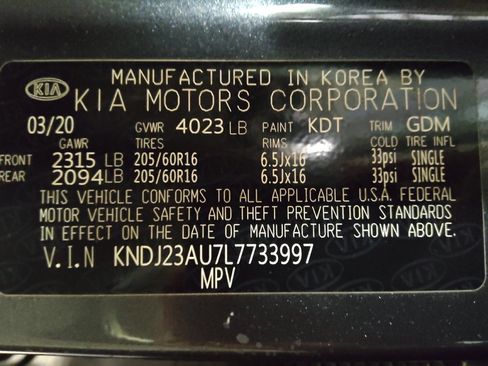 MANUFACTURED IN KOREA BY
KIA KIA MOTORS CORPORATION
03/20 GVWR 4023 LB PAINT KDT TRIM GDM
GAWR TIRES RIMS COLD TIRE INFL
FRONT 2315 LB 205/60R16 6.5Jx16 33psi SINGLE
REAR 2094 LB 205/60R16 6.5Jx16 33psi SINGLE
THIS VEHICLE CONFORMS TO ALL APPLICABLE U.S.A. FEDERAL
MOTOR VEHICLE SAFETY AND THEFT PREVENTION STANDARDS
IN EFFECT ON THE DATE OF MANUFACTURE SHOWN ABOVE.
V.I.N KNDJ23AU7L7733997
MPV